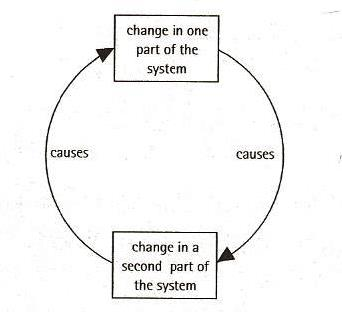 change in one
part of the
system
causes
causes
change in a
second part of
the system